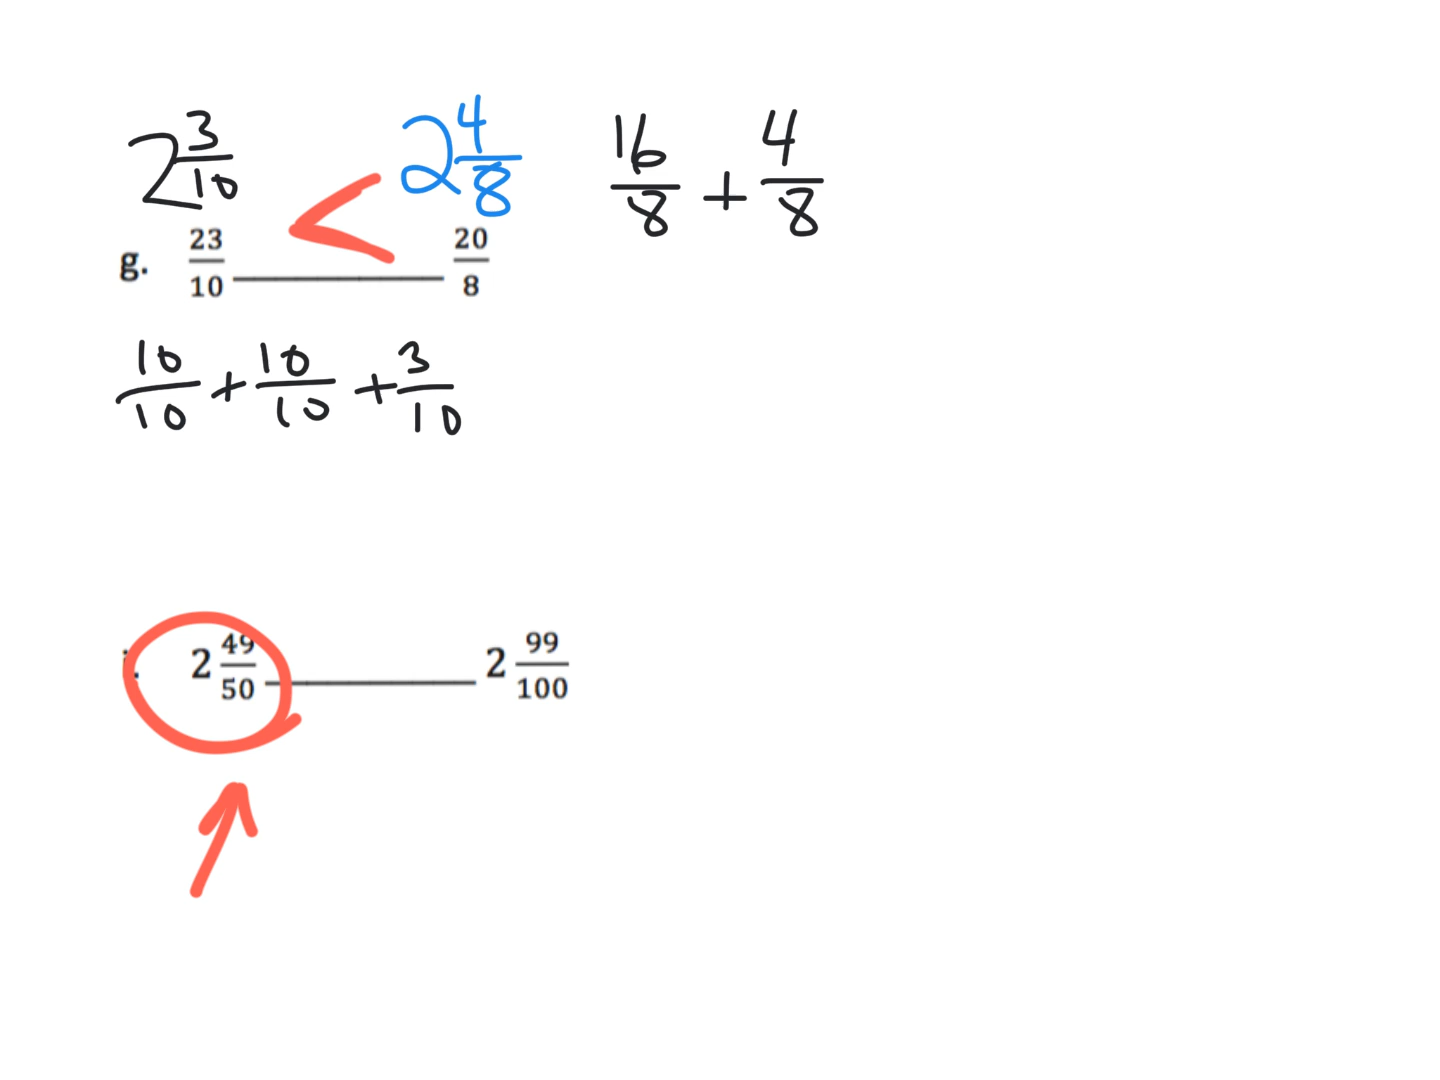 2 3/10 2 4/8 16/8 + 4/8
g. 23/10 < 20/8
10/10 + 10/10 + 3/10
2 49/50 2 99/100